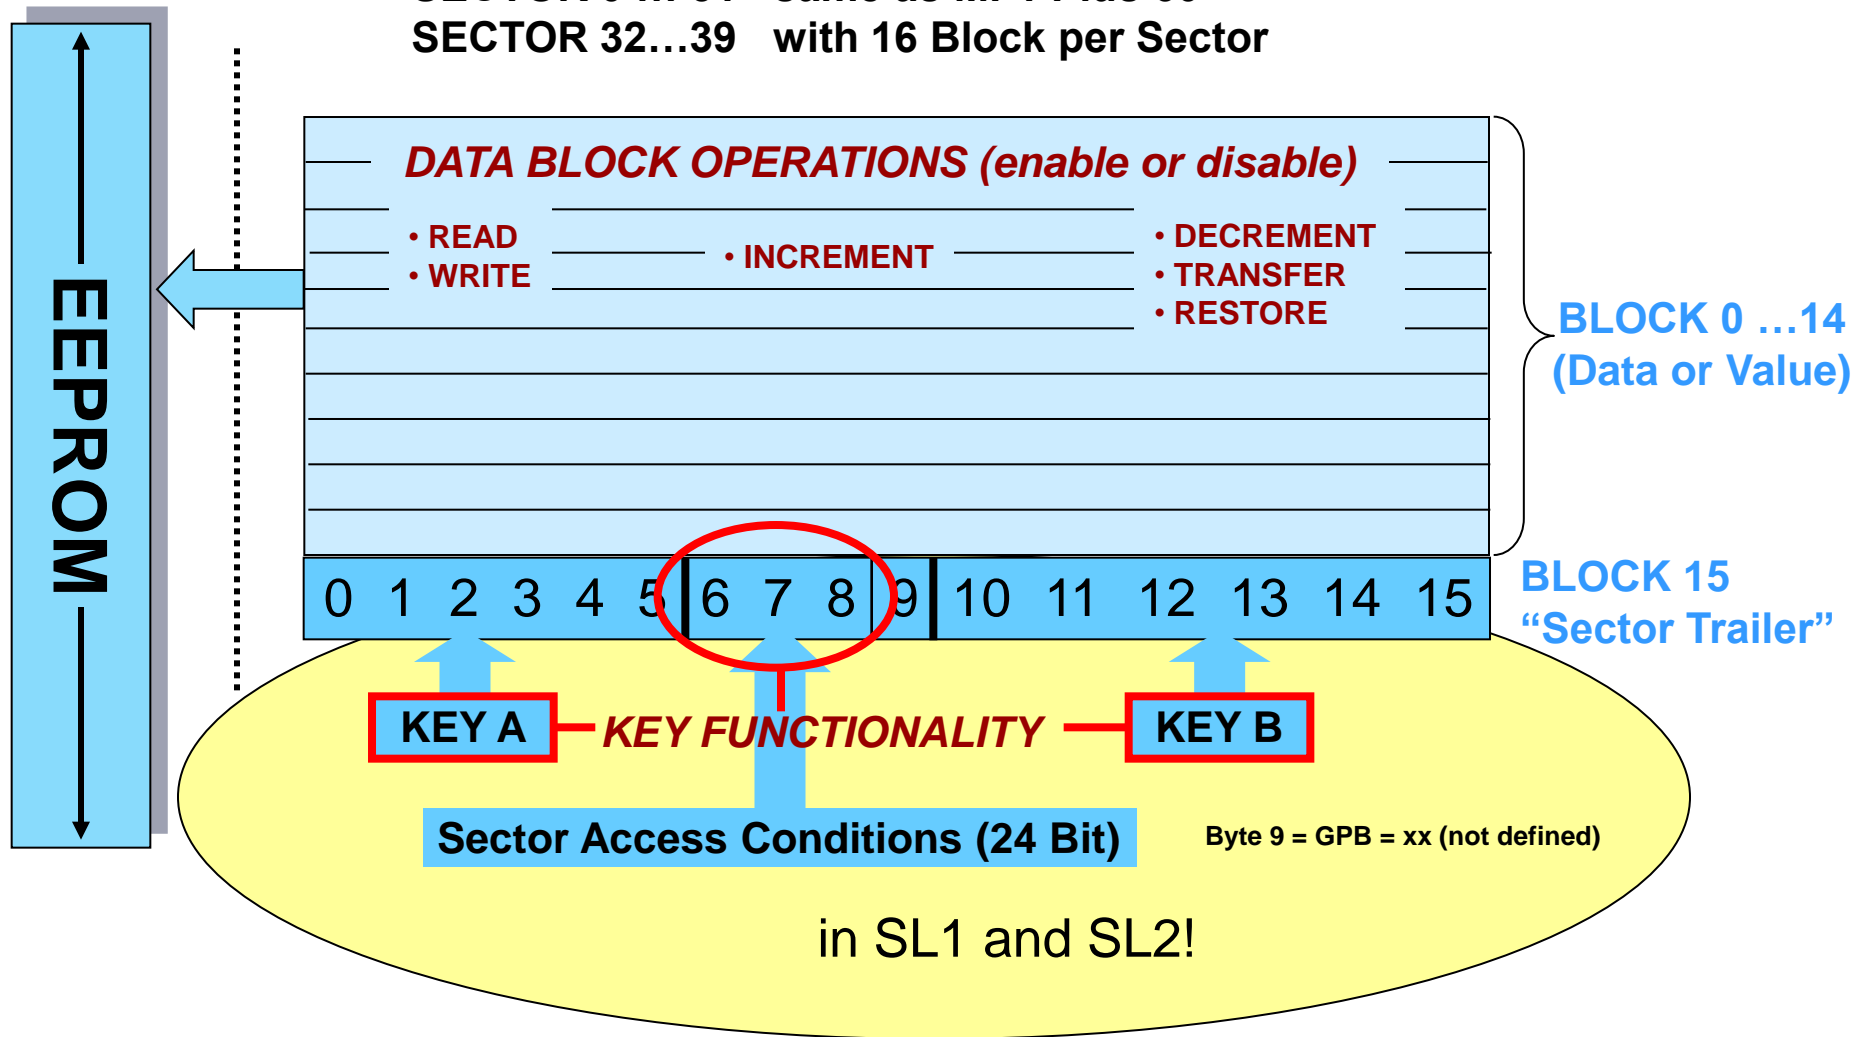 SECTOR 32…39 with 16 Block per Sector
EEPROM
DATA BLOCK OPERATIONS (enable or disable)
• READ
• WRITE
• INCREMENT
• DECREMENT
• TRANSFER
• RESTORE
BLOCK 0 …14
(Data or Value)
0 1 2 3 4 5 6 7 8 9 10 11 12 13 14 15
BLOCK 15
“Sector Trailer”
KEY A
KEY FUNCTIONALITY
KEY B
Sector Access Conditions (24 Bit)
Byte 9 = GPB = xx (not defined)
in SL1 and SL2!